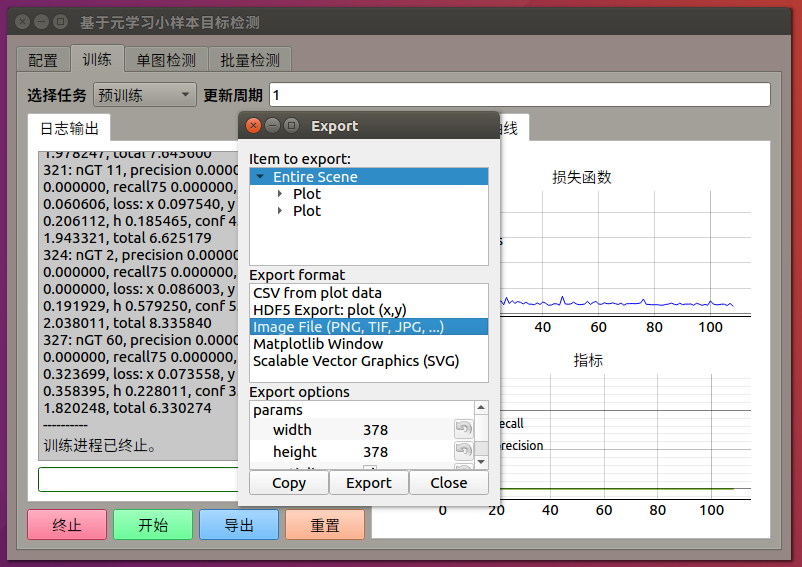 基于元学习小样本目标检测
配置 训练 单图检测 批量检测
选择任务 预训练 更新周期 1
日志输出
线
1.978247, total 7.643600
321: nGT 11, precision 0.0000
0.000000, recall75 0.000000,
0.060606, loss: x 0.097540, y
0.206112, h 0.185465, conf 4
1.943321, total 6.625179
324: nGT 2, precision 0.0000
0.000000, recall75 0.000000,
0.000000, loss: x 0.086003, y
0.191929, h 0.579250, conf 5
2.038011, total 8.335840
327: nGT 60, precision 0.0000
0.000000, recall75 0.000000,
0.323699, loss: x 0.073558, y
0.358395, h 0.228011, conf 3
1.820248, total 6.330274
----------
训练进程已终止。
终止 开始 导出 重置
Export
Item to export:
Entire Scene
Plot
Plot
Export format
CSV from plot data
HDF5 Export: plot (x,y)
Image File (PNG, TIF, JPG, ...)
Matplotlib Window
Scalable Vector Graphics (SVG)
Export options
params
width 378
height 378
Copy Export Close
损失函数
s
40 60 80 100
指标
ecall
recision
0 20 40 60 80 100